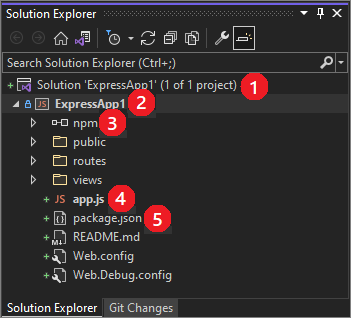 Solution Explorer
Search Solution Explorer (Ctrl+;)
Solution 'ExpressApp1' (1 of 1 project) 1
JS ExpressApp1 2
npm 3
public
routes
views
JS app.js 4
package.json 5
M↓ README.md
Web.config
Web.Debug.config
Solution Explorer Git Changes